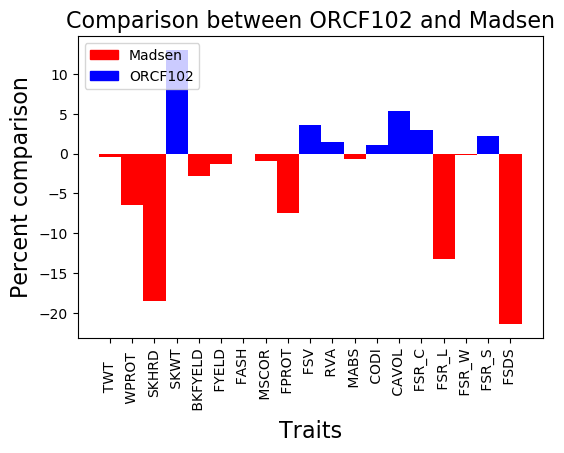 Comparison between ORCF102 and Madsen
Madsen
ORCF102
Percent comparison
10
5
0
−5
−10
−15
−20
TWT
WPROT
SKHRD
SKWT
BKFYELD
FYELD
FASH
MSCOR
FPROT
FSV
RVA
MABS
CODI
CAVOL
FSR_C
FSR_L
FSR_W
FSR_S
FSDS
Traits